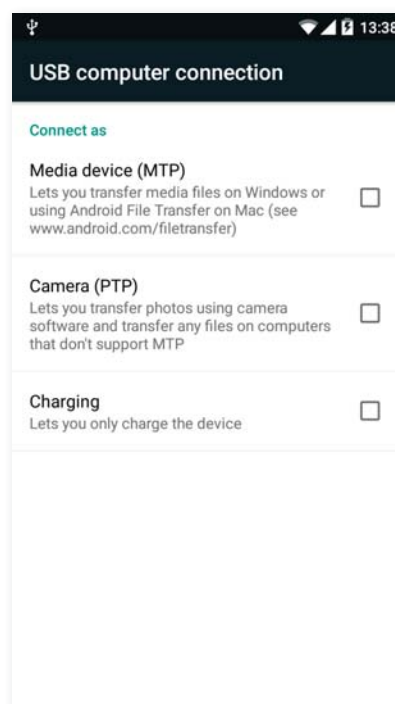 13:38
USB computer connection
Connect as
Media device (MTP)
Lets you transfer media files on Windows or
using Android File Transfer on Mac (see
www.android.com/filetransfer)
Camera (PTP)
Lets you transfer photos using camera
software and transfer any files on computers
that don't support MTP
Charging
Lets you only charge the device